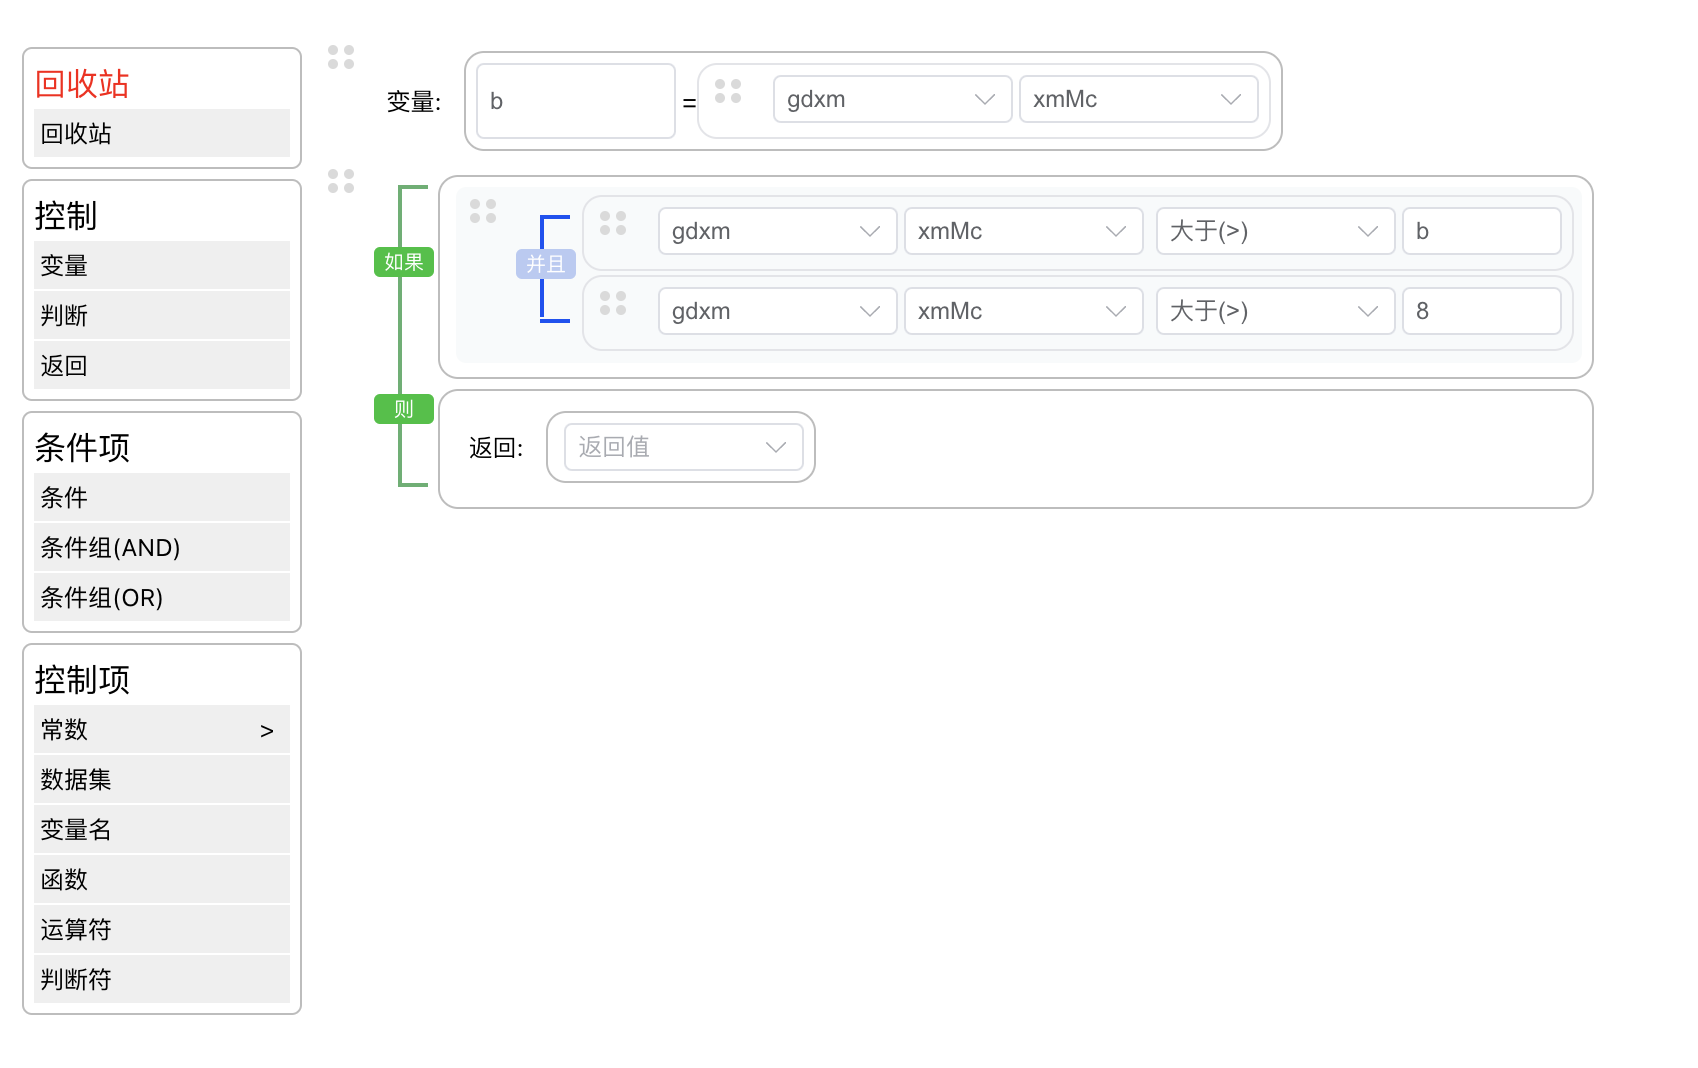 回收站
回收站
控制
变量
判断
返回
条件项
条件
条件组(AND)
条件组(OR)
控制项
常数 >
数据集
变量名
函数
运算符
判断符
变量: b = gdxm xmMc
如果
并且
gdxm xmMc 大于(>) b
gdxm xmMc 大于(>) 8
则
返回: 返回值